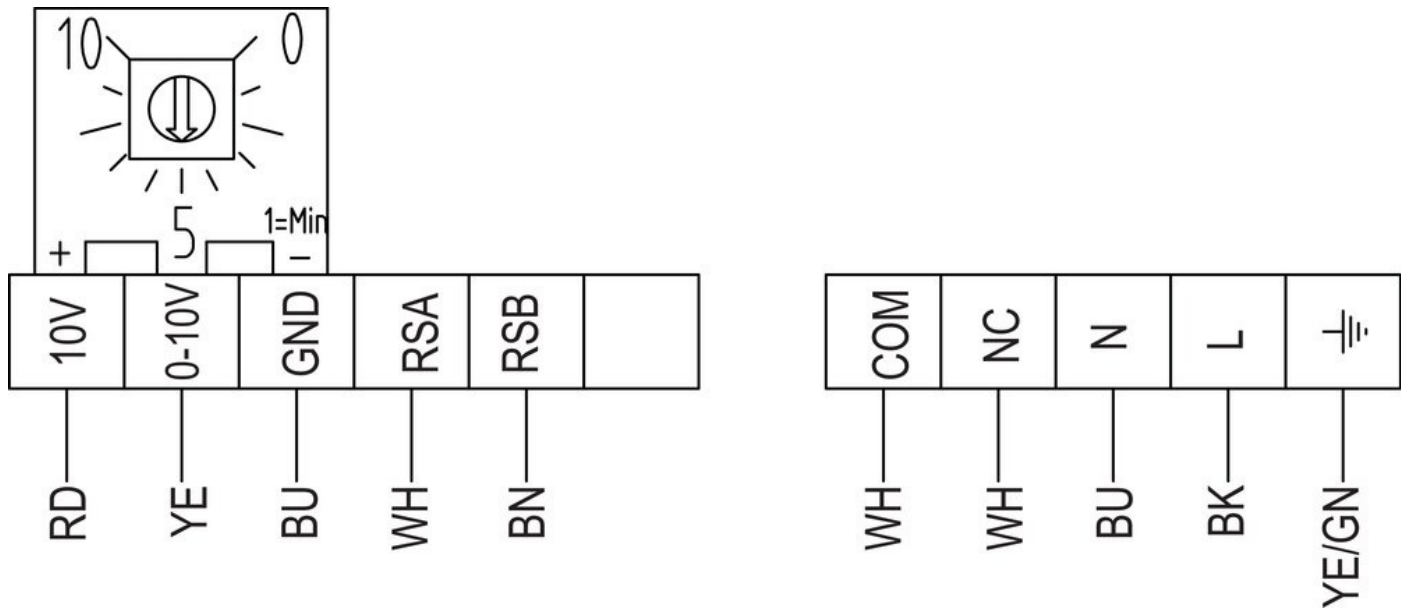 10 0
5 1=Min
+ -
10V 0-10V GND RSA RSB COM NC N L
RD YE BU WH BN WH WH BU BK YE/GN